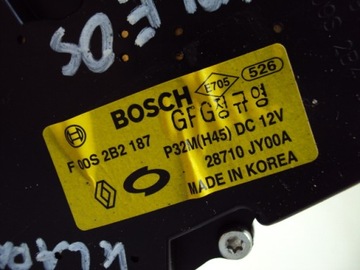 BOSCH E705 526
GFG정규영
F 00S 2B2 187 P32M(H45) DC 12V
28710 JY00A
MADE IN KOREA